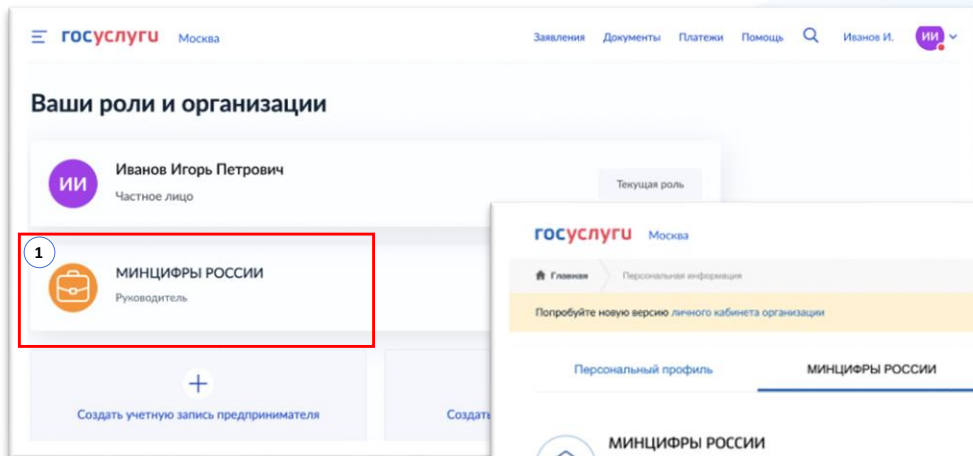 госуслуги Москва Заявления Документы Платежи Помощь Иванов И. ИИ
Ваши роли и организации
ИИ Иванов Игорь Петрович
Частное лицо
Текущая роль
1
МИНЦИФРЫ РОССИИ
Руководитель
Создать учетную запись предпринимателя
госуслуги Москва
Главная Персональная информация
Попробуйте новую версию личного кабинета организации
Персональный профиль МИНЦИФРЫ РОССИИ
МИНЦИФРЫ РОССИИ